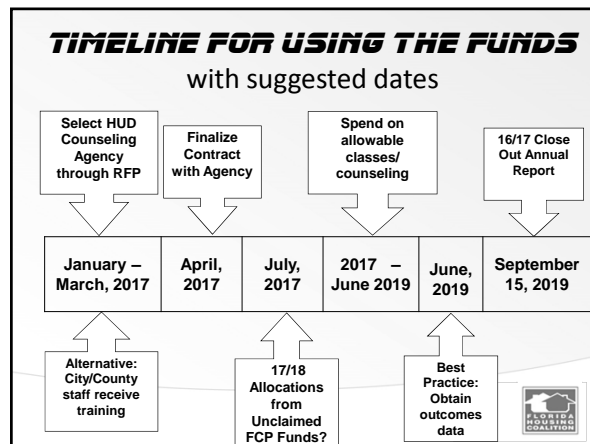 TIMELINE FOR USING THE FUNDS
with suggested dates
Select HUD
Counseling
Agency
through RFP
Finalize
Contract
with Agency
Spend on
allowable
classes/
counseling
16/17 Close
Out Annual
Report
January –
March, 2017
April,
2017
July,
2017
2017 –
June 2019
June,
2019
September
15, 2019
Alternative:
City/County
staff receive
training
17/18
Allocations
from
Unclaimed
FCP Funds?
Best
Practice:
Obtain
outcomes
data
FLORIDA
HOUSING
COALITION